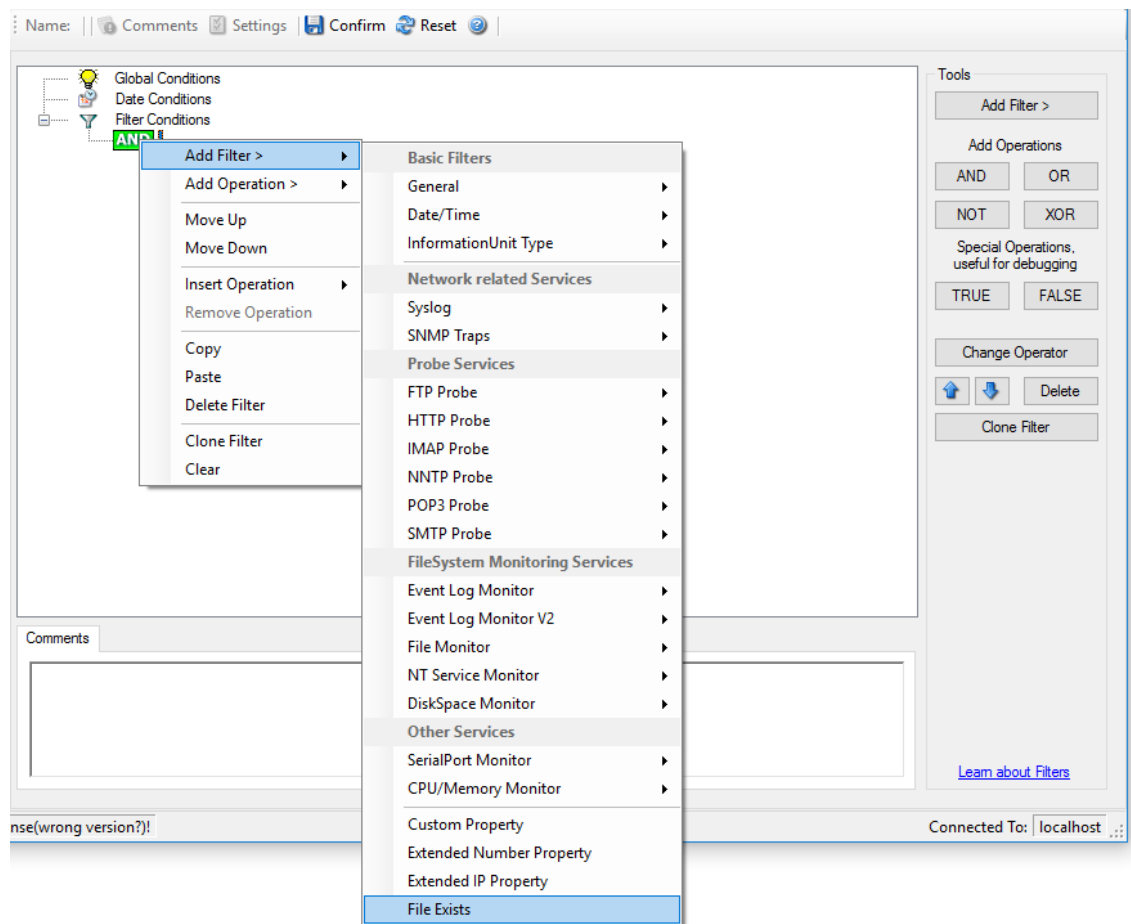 Name:
Comments
Settings
Confirm
Reset
Global Conditions
Date Conditions
Filter Conditions
AND
Add Filter >
Add Operation >
Move Up
Move Down
Insert Operation
Remove Operation
Copy
Paste
Delete Filter
Clone Filter
Clear
Basic Filters
General
Date/Time
InformationUnit Type
Network related Services
Syslog
SNMP Traps
Probe Services
FTP Probe
HTTP Probe
IMAP Probe
NNTP Probe
POP3 Probe
SMTP Probe
FileSystem Monitoring Services
Event Log Monitor
Event Log Monitor V2
File Monitor
NT Service Monitor
DiskSpace Monitor
Other Services
SerialPort Monitor
CPU/Memory Monitor
Custom Property
Extended Number Property
Extended IP Property
File Exists
Tools
Add Filter >
Add Operations
AND
OR
NOT
XOR
Special Operations,
useful for debugging
TRUE
FALSE
Change Operator
Delete
Clone Filter
Learn about Filters
Comments
nse(wrong version?)!
Connected To:
localhost